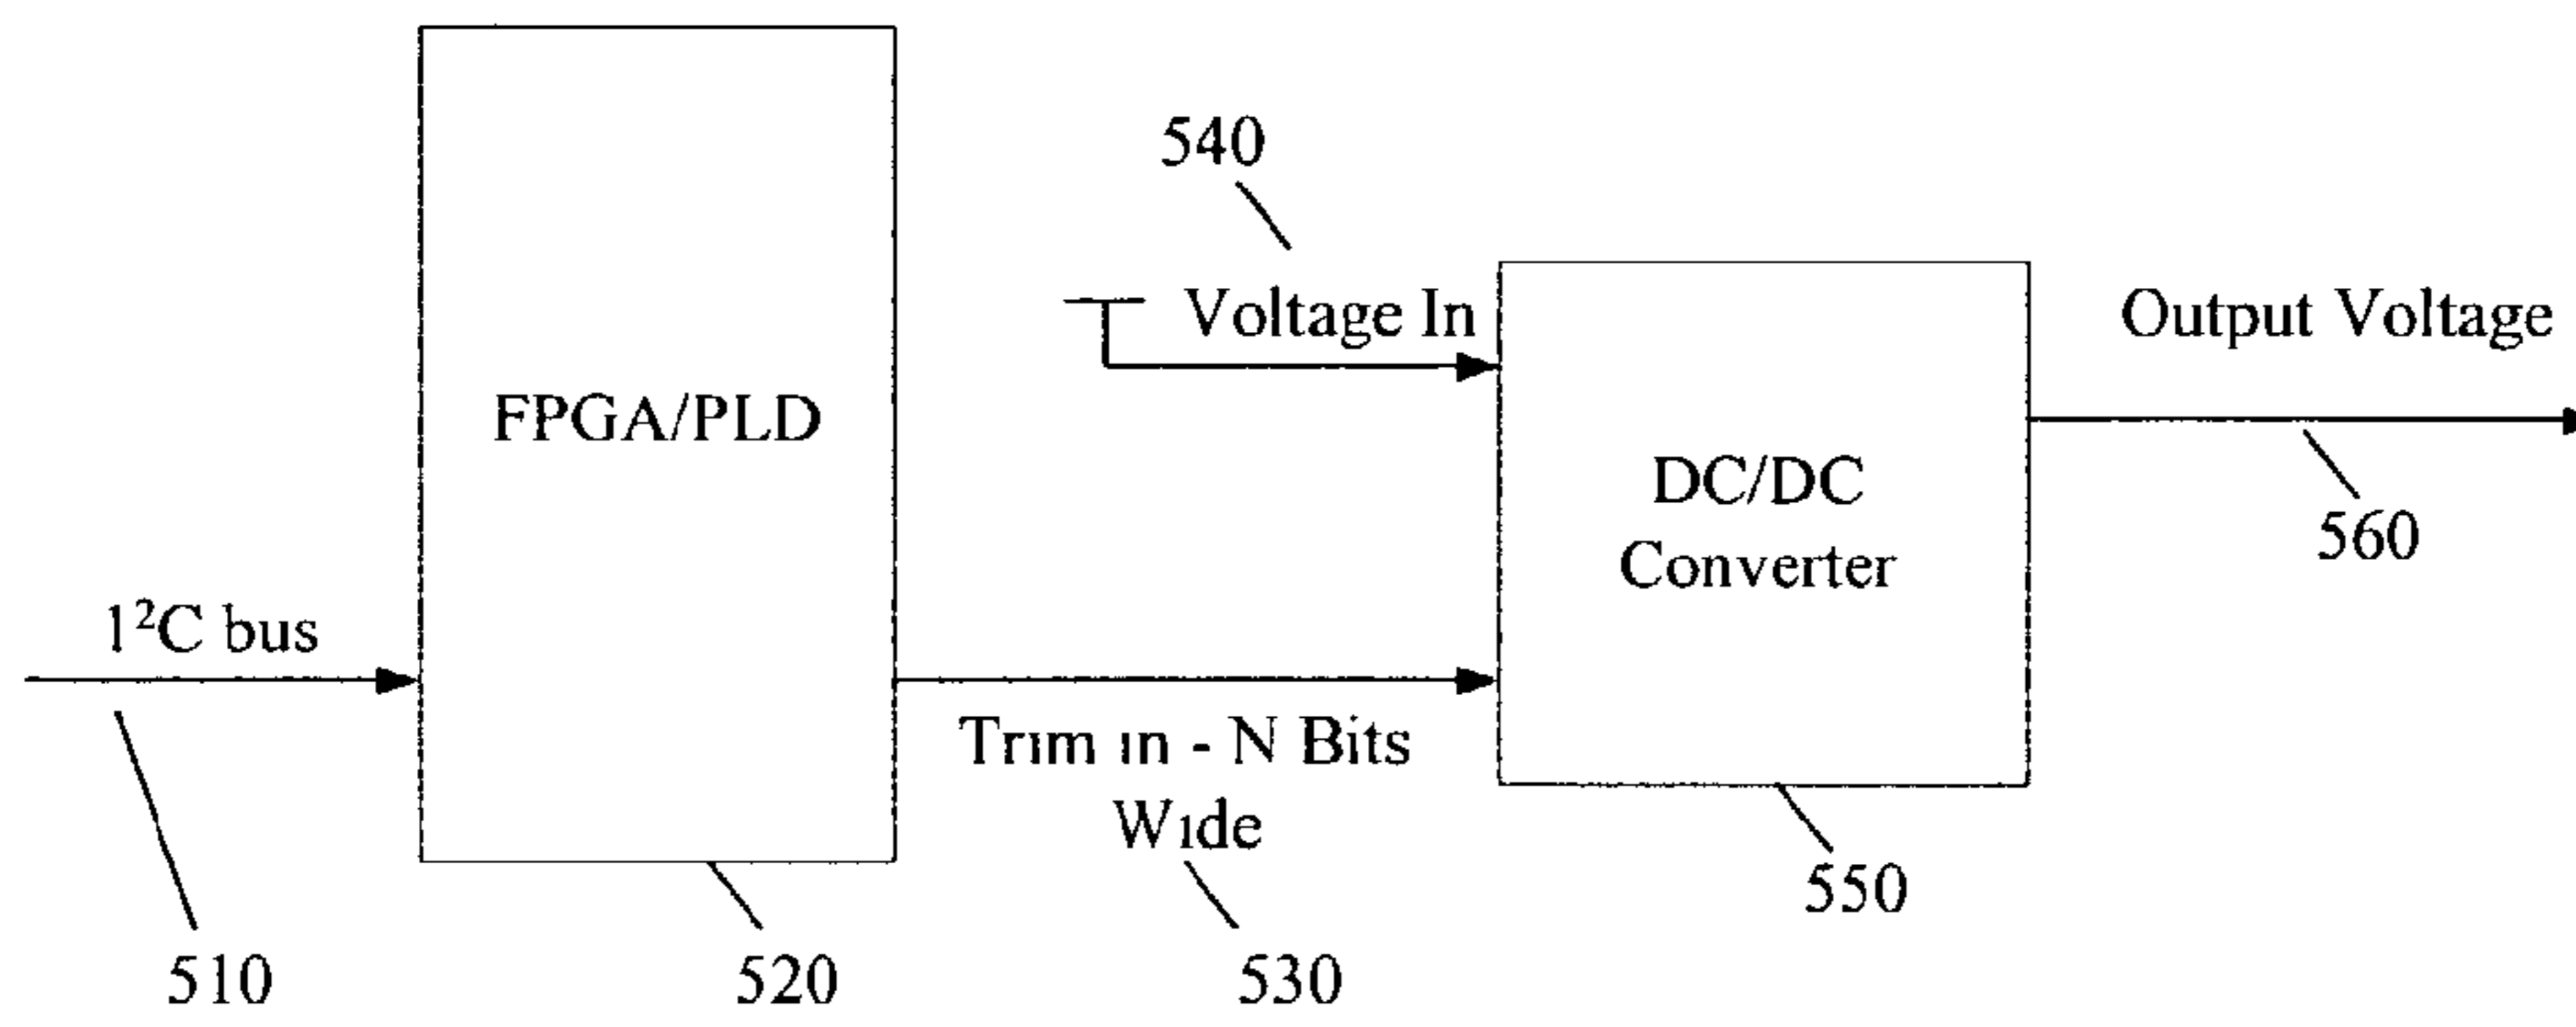 540
Voltage In
Output Voltage
FPGA/PLD
DC/DC
Converter
560
I²C bus
Trim in - N Bits
Wide
550
510
520
530